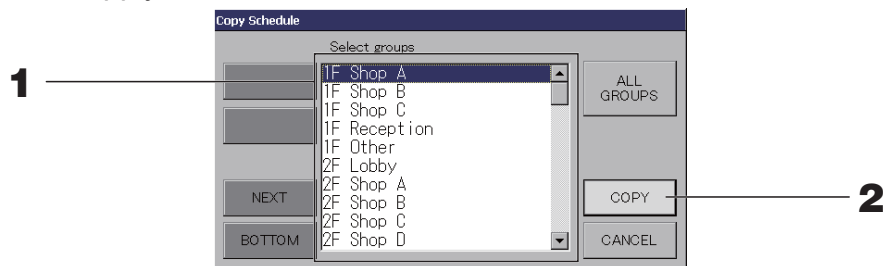 Copy Schedule
Select groups
1
1F Shop A
1F Shop B
1F Shop C
1F Reception
1F Other
2F Lobby
2F Shop A
2F Shop B
2F Shop C
2F Shop D
ALL
GROUPS
NEXT
BOTTOM
COPY
2
CANCEL